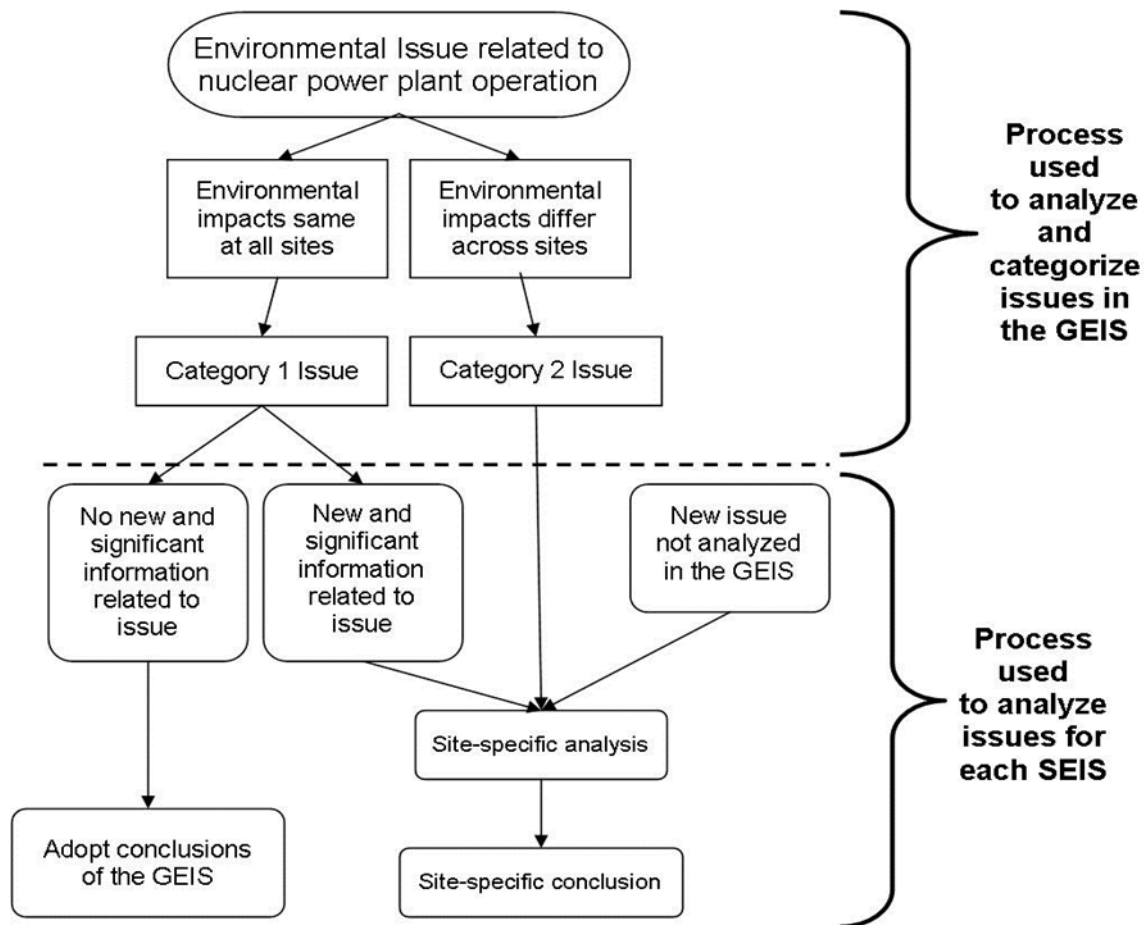 Environmental Issue related to
nuclear power plant operation
Environmental
impacts same
at all sites
Environmental
impacts differ
across sites
Process
used
to analyze
and
categorize
issues in
the GEIS
Category 1 Issue
Category 2 Issue
No new and
significant
information
related to
issue
New and
significant
information
related to
issue
New issue
not analyzed
in the GEIS
Process
used
to analyze
issues for
each SEIS
Site-specific analysis
Adopt conclusions
of the GEIS
Site-specific conclusion